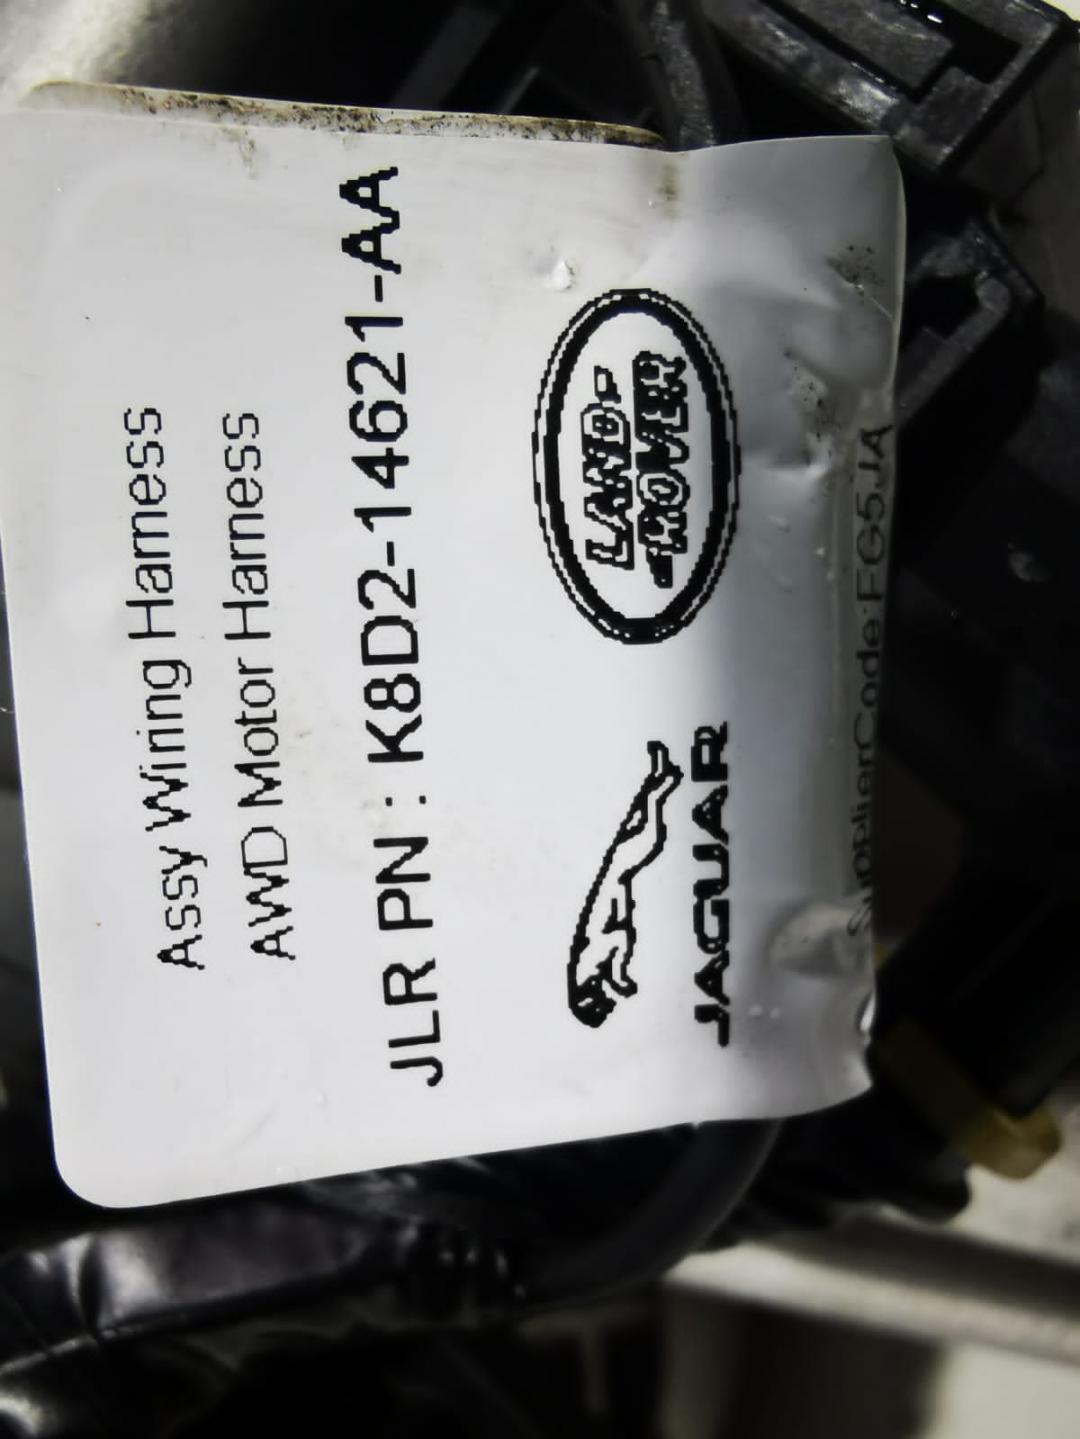 Assy Wiring Harness
AWD Motor Harness
JLR PN : K8D2-14621-AA
JAGUAR
LAND-
ROVER
SupplierCode:FG5JA